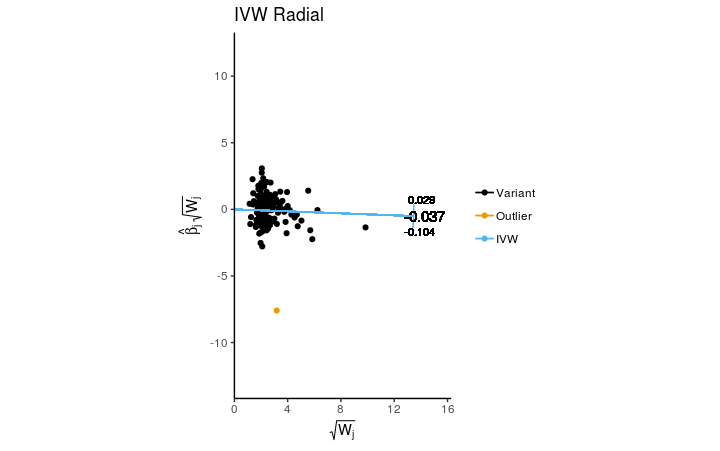 IVW Radial
10
5
0
-5
-10
β̂j√Wj
0.029
-0.037
-0.104
Variant
Outlier
IVW
0 4 8 12 16
√Wj